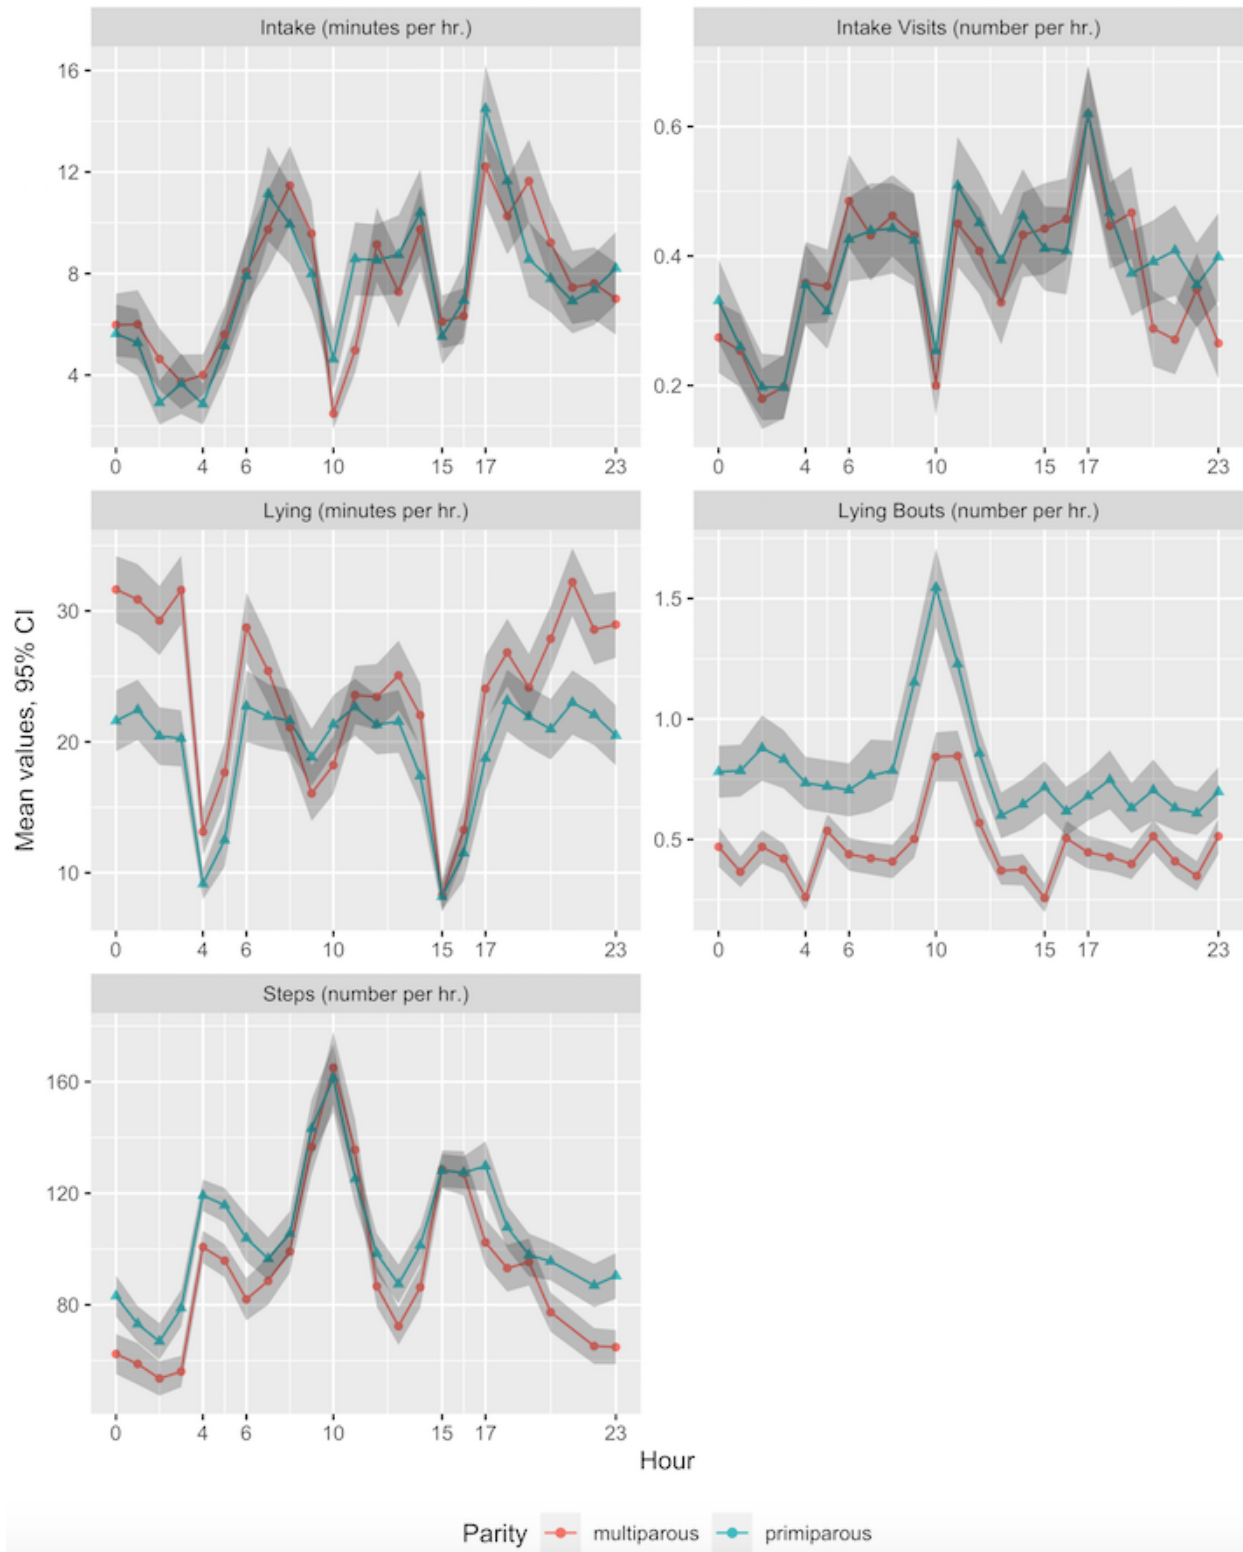 Intake (minutes per hr.)
Intake Visits (number per hr.)
16
12
8
4
0 4 6 10 15 17 23
0.6
0.4
0.2
0 4 6 10 15 17 23
Lying (minutes per hr.)
Lying Bouts (number per hr.)
Mean values, 95% CI
30
20
10
0 4 6 10 15 17 23
1.5
1.0
0.5
0 4 6 10 15 17 23
Steps (number per hr.)
160
120
80
0 4 6 10 15 17 23
Hour
Parity multiparous primiparous